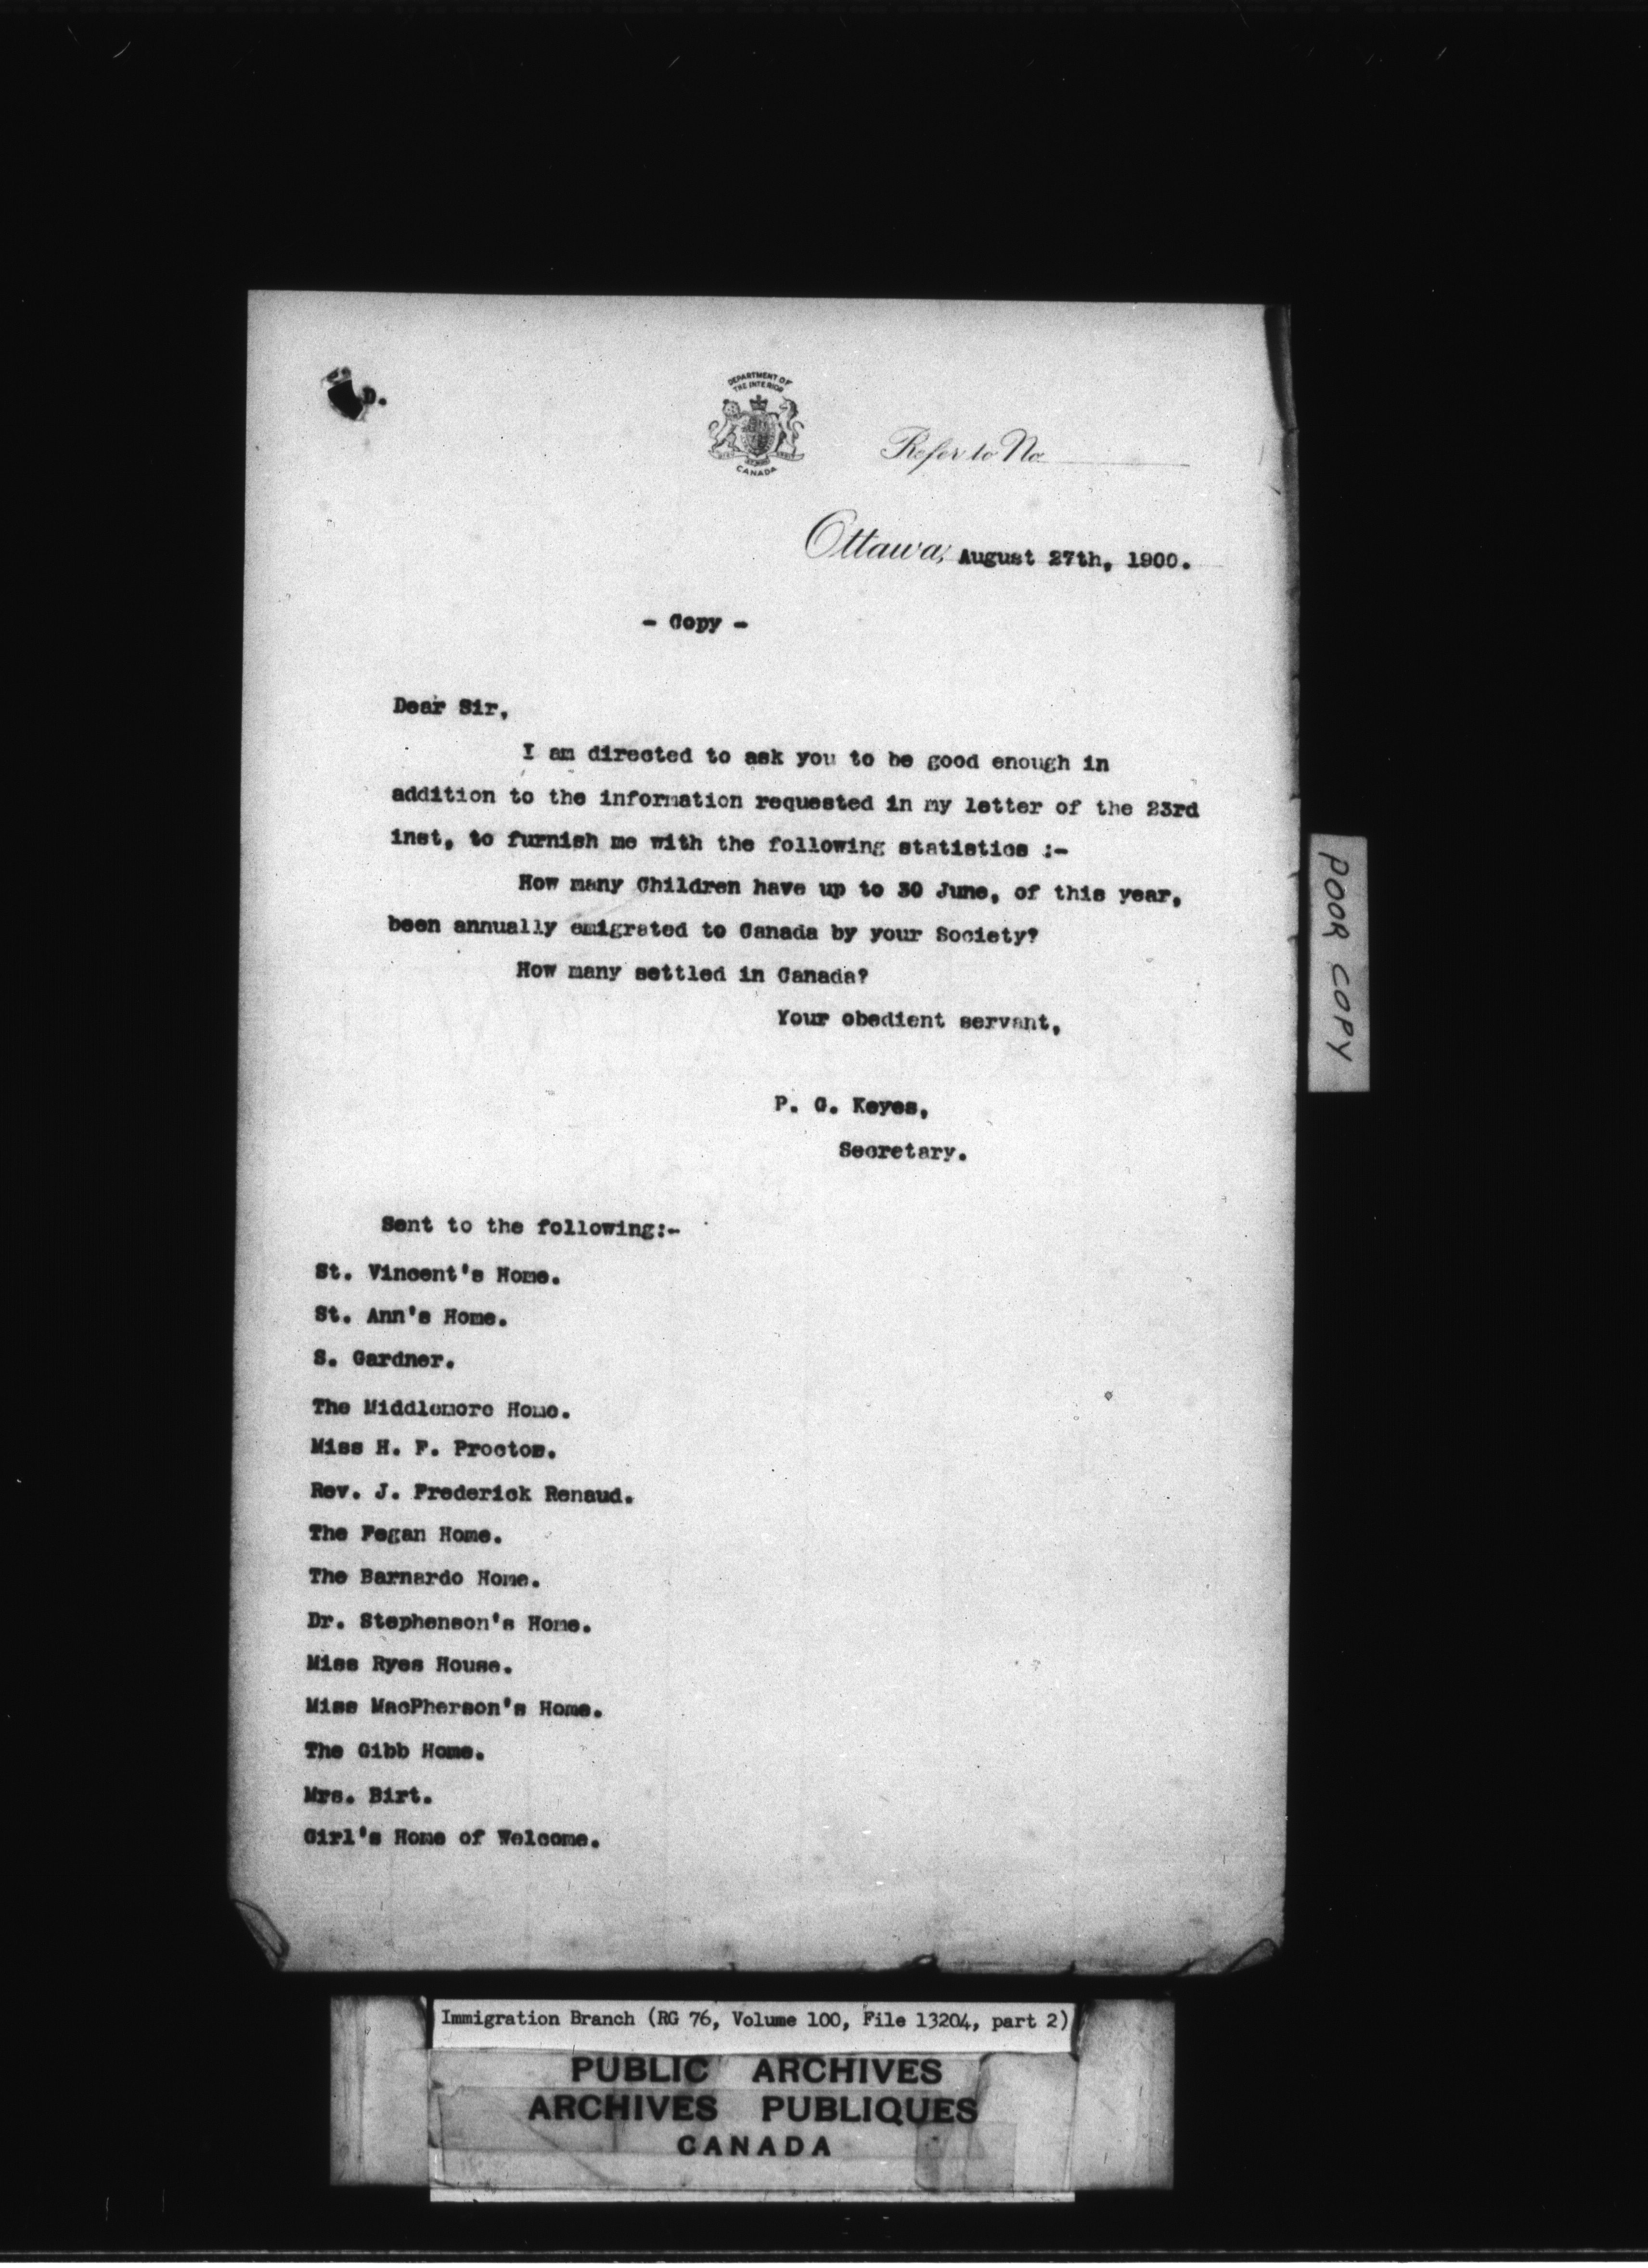 D.
DEPARTMENT OF
THE INTERIOR
CANADA
Refer to No
Ottawa, August 27th, 1900.
- Copy -
Dear Sir,
I am directed to ask you to be good enough in
addition to the information requested in my letter of the 23rd
inst, to furnish me with the following statistics :-
How many Children have up to 30 June, of this year,
been annually emigrated to Canada by your Society?
How many settled in Canada?
Your obedient servant,
P. G. Keyes,
Secretary.
Sent to the following:-
St. Vincent's Home.
St. Ann's Home.
S. Gardner.
The Middlemore Home.
Miss H. F. Proctor.
Rev. J. Frederick Renaud.
The Fegan Home.
The Barnardo Home.
Dr. Stephenson's Home.
Miss Ryes House.
Miss MacPherson's Home.
The Gibb Home.
Mrs. Birt.
Girl's Home of Welcome.
POOR COPY
Immigration Branch (RG 76, Volume 100, File 13204, part 2)
PUBLIC ARCHIVES
ARCHIVES PUBLIQUES
CANADA